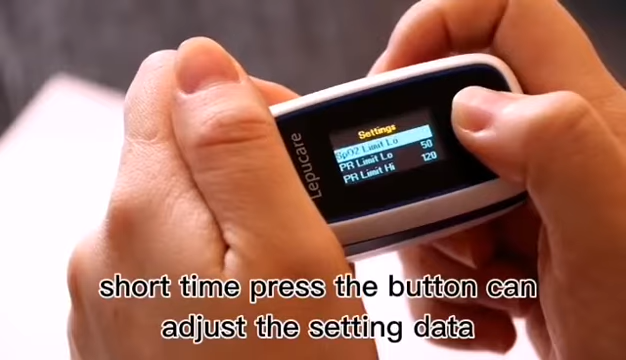 Settings
SpO2 Limit Lo
PR Limit Lo 50
PR Limit Hi 120
Lepucare
short time press the button can
adjust the setting data